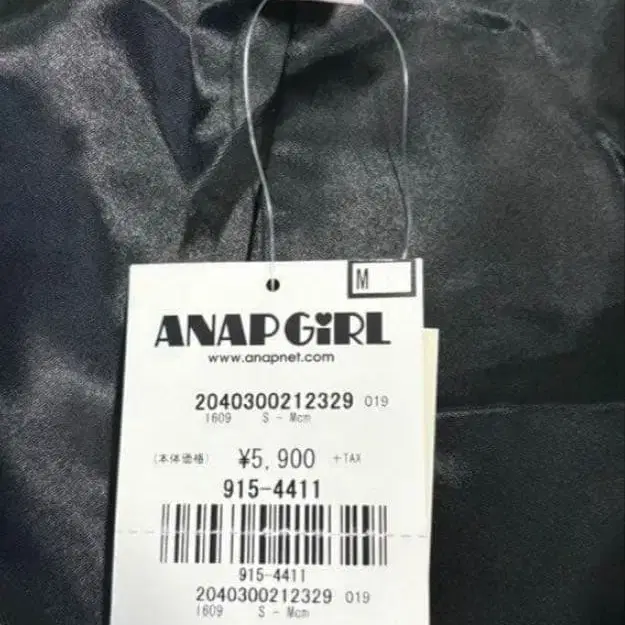 M
ANAP GiRL
www.anapnet.com
2040300212329 019
1609 S - Mcm
(本体価格) ¥5,900 +TAX
915-4411
915-4411
2040300212329 019
1609 S - Mcm